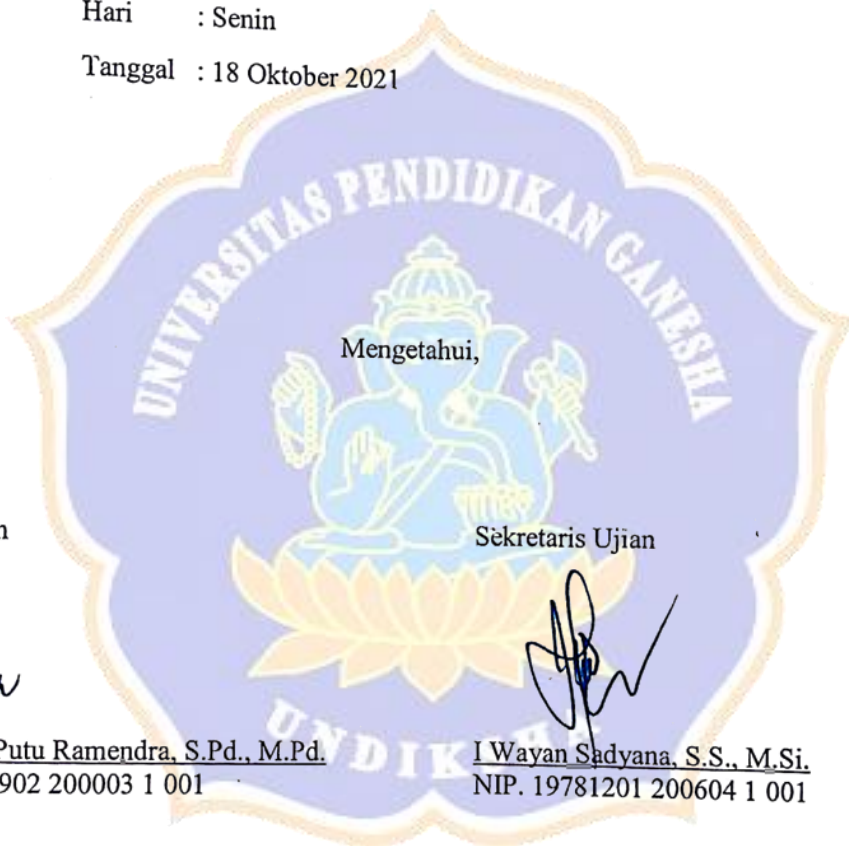 Hari : Senin
Tanggal : 18 Oktober 2021
UNIVERSITAS PENDIDIKAN GANESHA
Mengetahui,
Sekretaris Ujian
UNDIKSHA
Putu Ramendra, S.Pd., M.Pd.
I Wayan Sadyana, S.S., M.Si.
902 200003 1 001
NIP. 19781201 200604 1 001